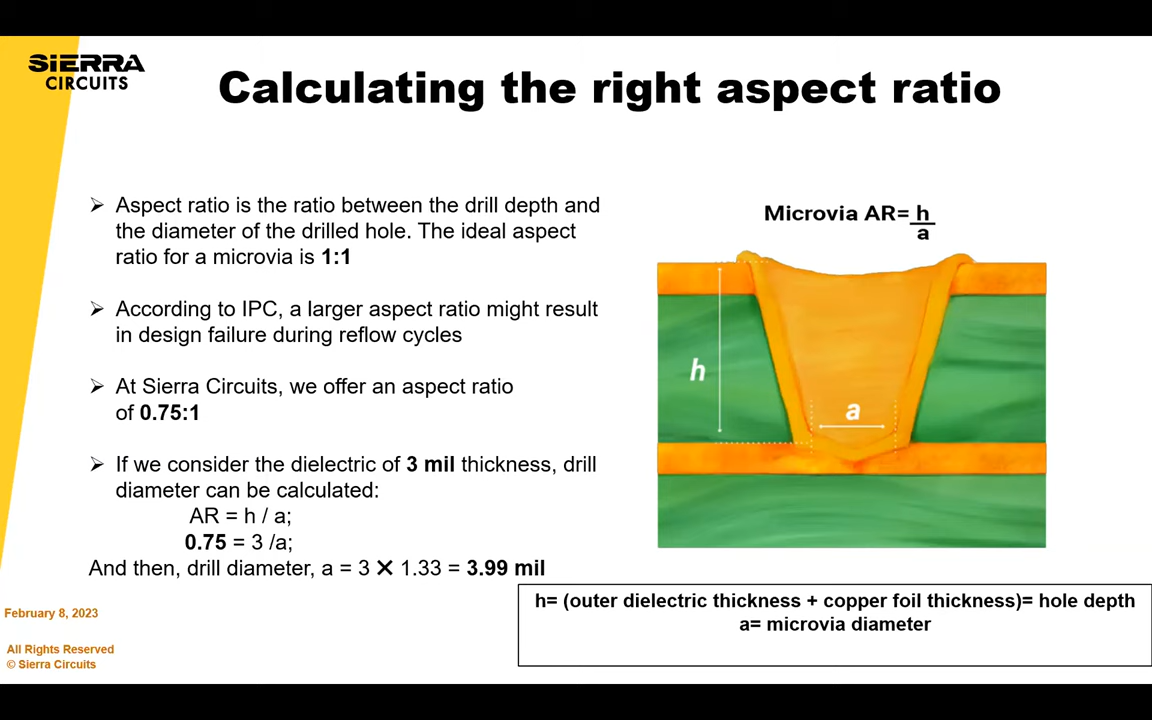 SIERRA
CIRCUITS
Calculating the right aspect ratio
➢ Aspect ratio is the ratio between the drill depth and
the diameter of the drilled hole. The ideal aspect
ratio for a microvia is 1:1
➢ According to IPC, a larger aspect ratio might result
in design failure during reflow cycles
➢ At Sierra Circuits, we offer an aspect ratio
of 0.75:1
➢ If we consider the dielectric of 3 mil thickness, drill
diameter can be calculated:
AR = h / a;
0.75 = 3 /a;
And then, drill diameter, a = 3 ✕ 1.33 = 3.99 mil
Microvia AR= h
a
h
a
h= (outer dielectric thickness + copper foil thickness)= hole depth
a= microvia diameter
February 8, 2023
All Rights Reserved
© Sierra Circuits